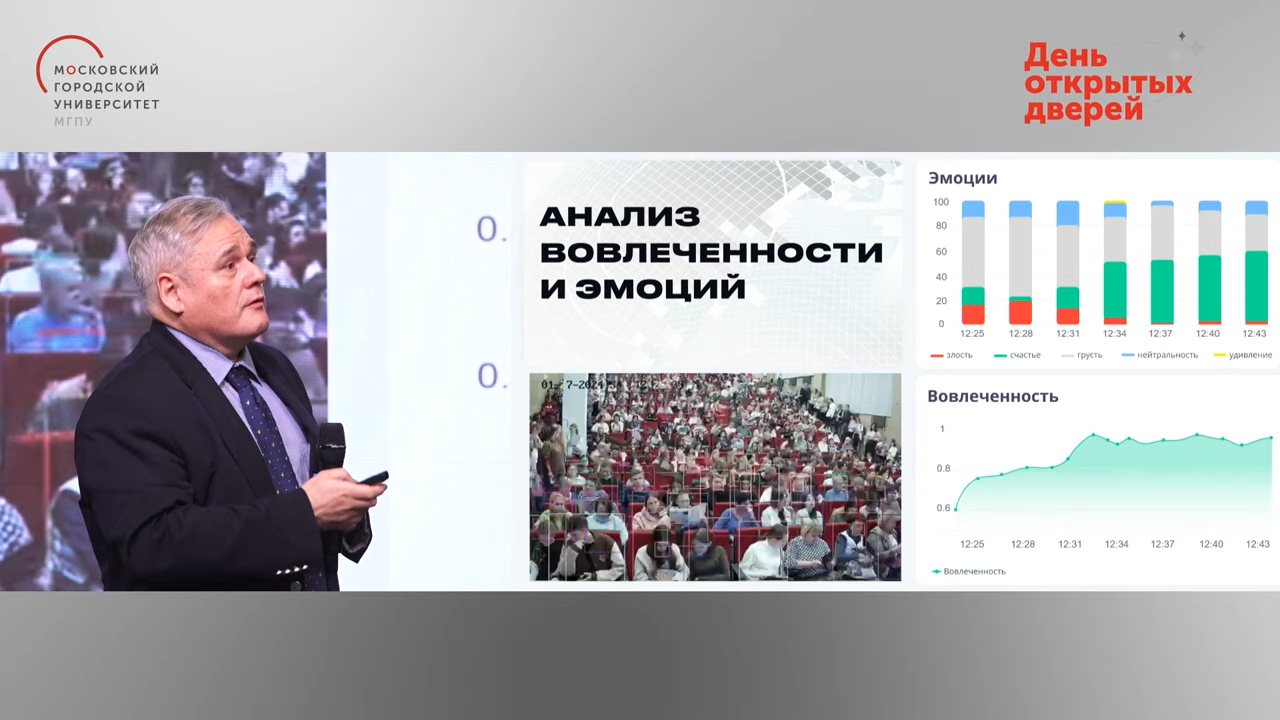 МОСКОВСКИЙ
ГОРОДСКОЙ
УНИВЕРСИТЕТ
МГПУ
День
открытых
дверей
0.
0.
АНАЛИЗ
ВОВЛЕЧЕННОСТИ
И ЭМОЦИЙ
Эмоции
100
80
60
40
20
0
12:25 12:28 12:31 12:34 12:37 12:40 12:43
злость счастье грусть нейтральность удивление
Вовлеченность
1
0.8
0.6
12:25 12:28 12:31 12:34 12:37 12:40 12:43
Вовлеченность